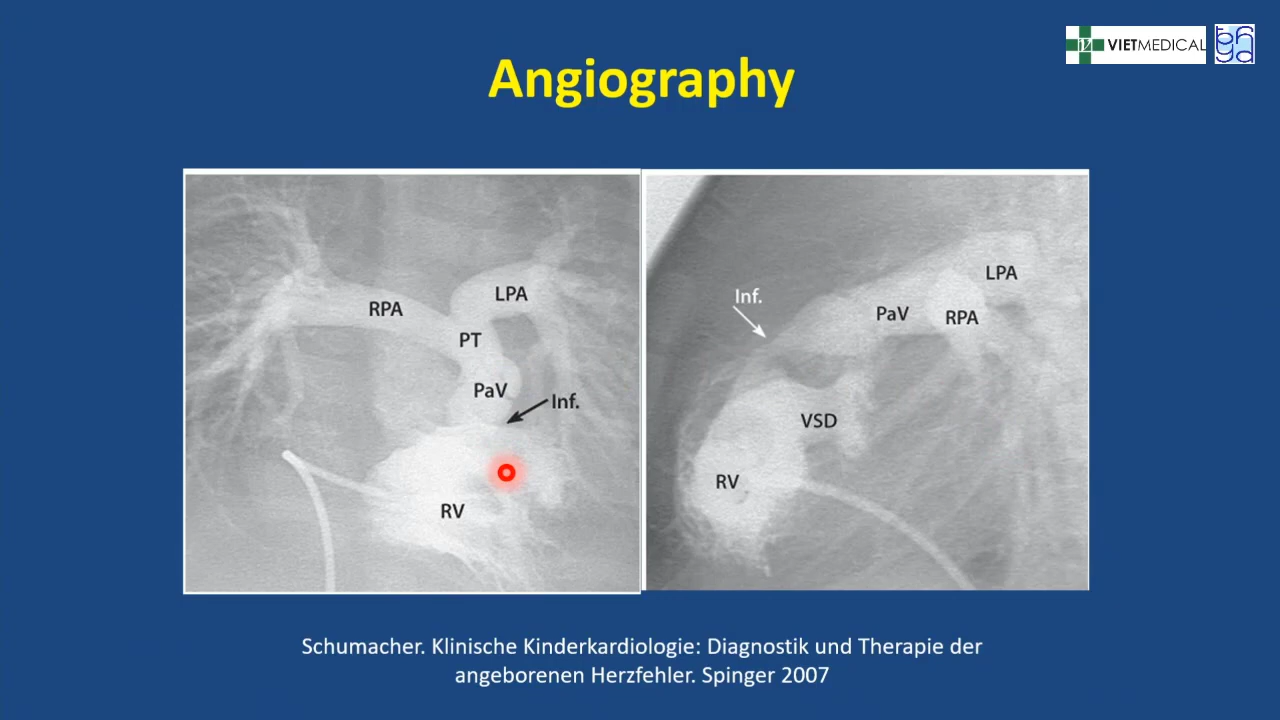 VIETMEDICAL
Angiography
RPA
LPA
PT
PaV
Inf.
RV
Inf.
LPA
PaV
RPA
VSD
RV
Schumacher. Klinische Kinderkardiologie: Diagnostik und Therapie der
angeborenen Herzfehler. Spinger 2007